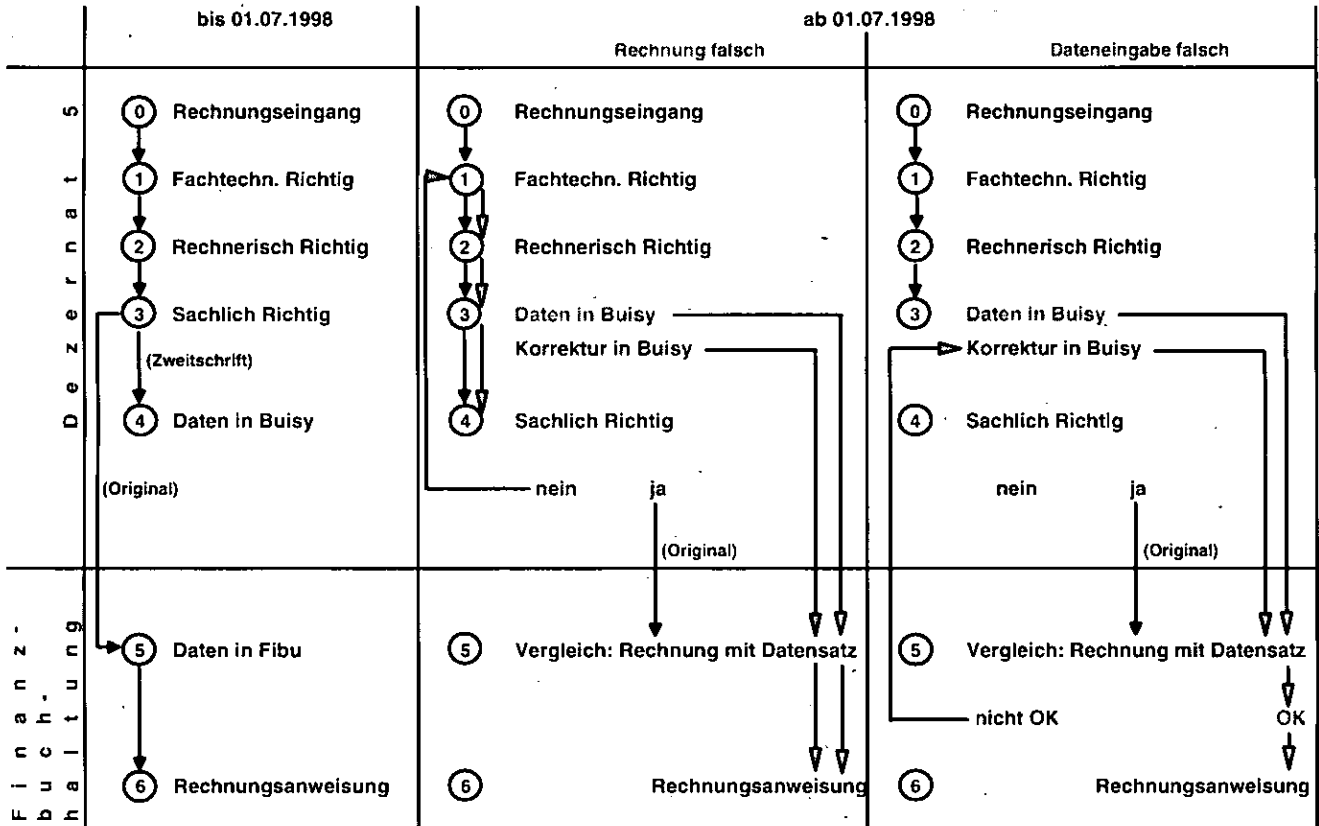 bis 01.07.1998
ab 01.07.1998
Rechnung falsch
Dateneingabe falsch
Dezernat 5
0 Rechnungseingang
1 Fachtechn. Richtig
2 Rechnerisch Richtig
3 Sachlich Richtig
(Zweitschrift)
4 Daten in Buisy
(Original)
0 Rechnungseingang
1 Fachtechn. Richtig
2 Rechnerisch Richtig
3 Daten in Buisy
Korrektur in Buisy
4 Sachlich Richtig
nein ja
(Original)
0 Rechnungseingang
1 Fachtechn. Richtig
2 Rechnerisch Richtig
3 Daten in Buisy
Korrektur in Buisy
4 Sachlich Richtig
nein ja
(Original)
Finanz-
buch-
haltung
5 Daten in Fibu
6 Rechnungsanweisung
5 Vergleich: Rechnung mit Datensatz
6 Rechnungsanweisung
5 Vergleich: Rechnung mit Datensatz
nicht OK OK
6 Rechnungsanweisung